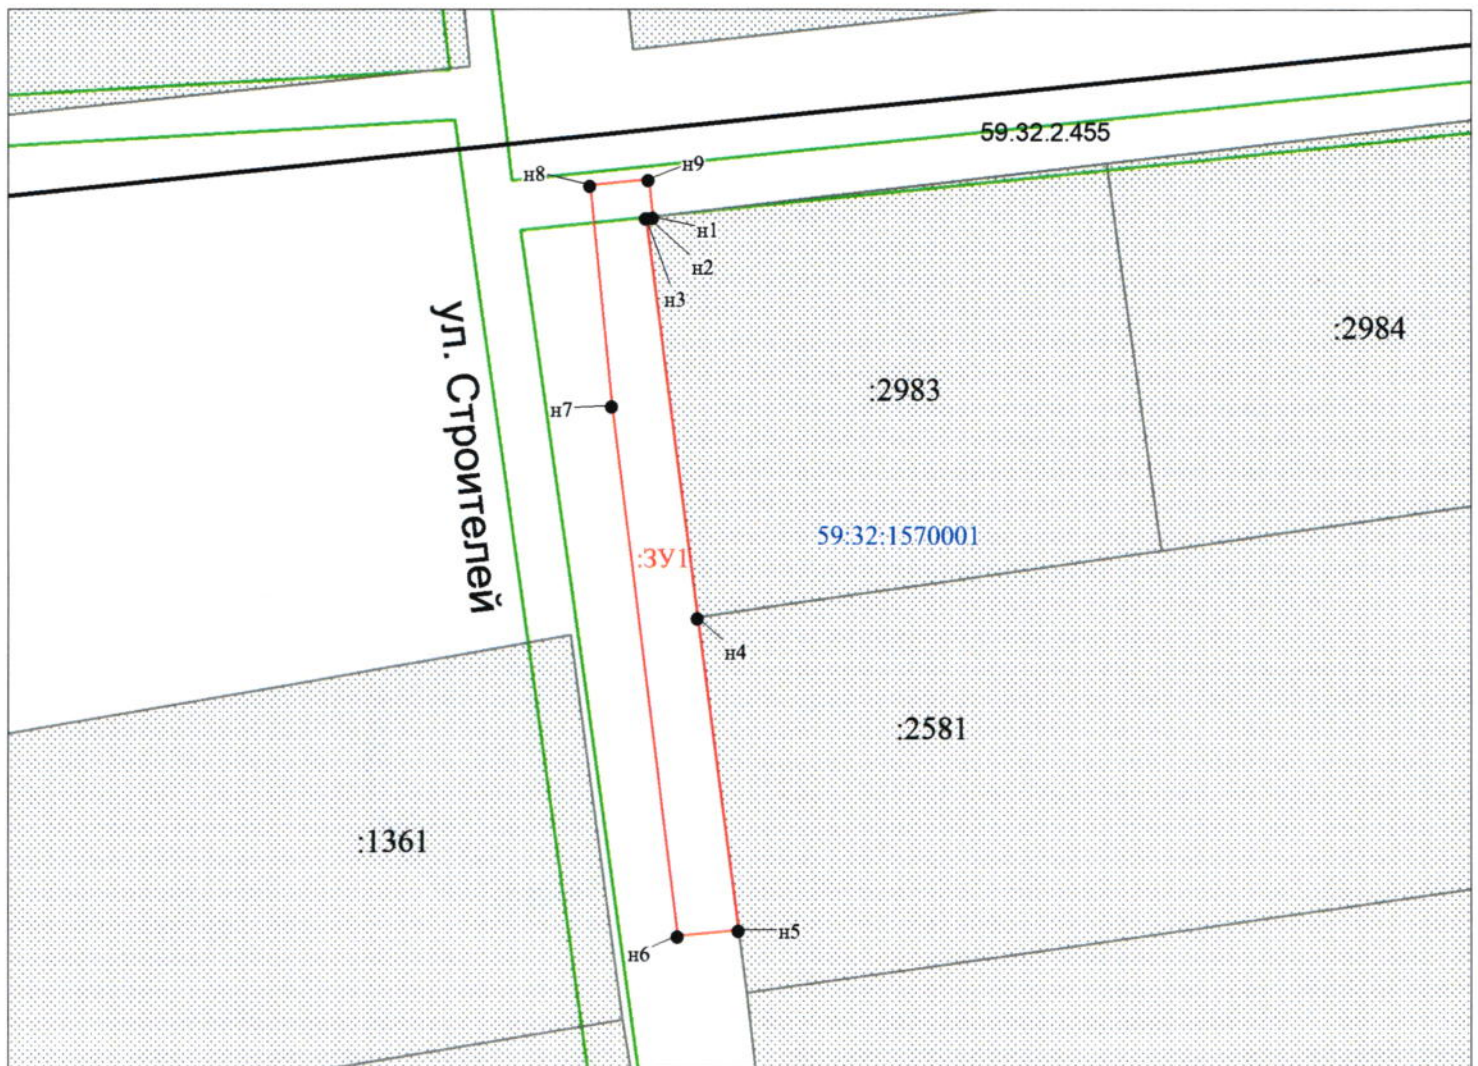 59.32.2.455
н8
н9
н1
н2
н3
:2984
:2983
н7
ул. Строителей
59:32:1570001
:ЗУ1
н4
:2581
:1361
н5
н6